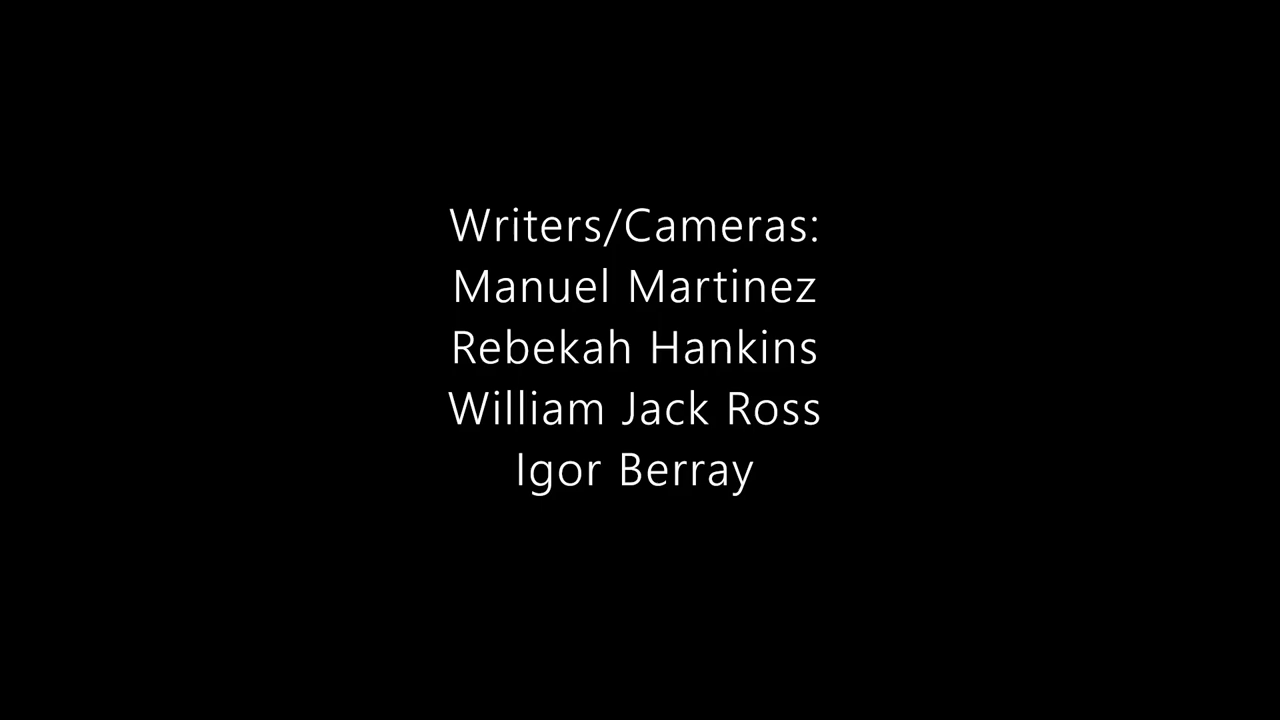 Writers/Cameras:
Manuel Martinez
Rebekah Hankins
William Jack Ross
Igor Berray